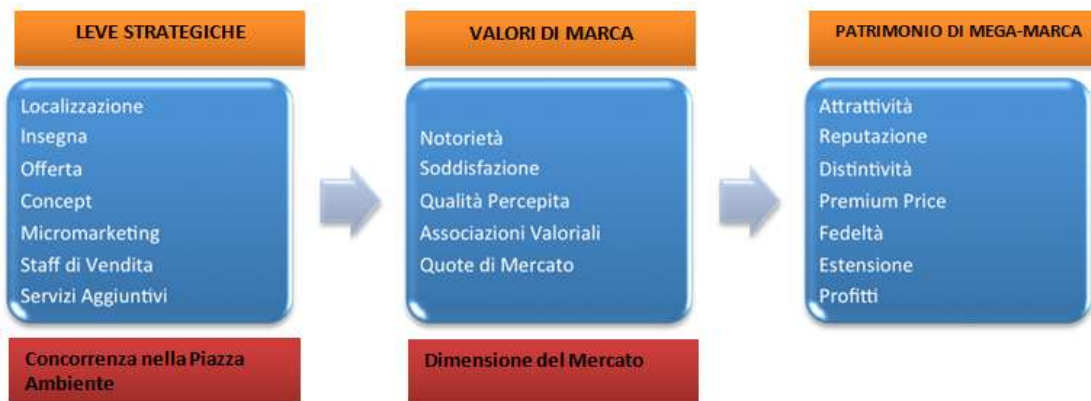 LEVE STRATEGICHE
Localizzazione
Insegna
Offerta
Concept
Micromarketing
Staff di Vendita
Servizi Aggiuntivi
Concorrenza nella Piazza
Ambiente
VALORI DI MARCA
Notorietà
Soddisfazione
Qualità Percepita
Associazioni Valoriali
Quote di Mercato
Dimensione del Mercato
PATRIMONIO DI MEGA-MARCA
Attrattività
Reputazione
Distintività
Premium Price
Fedeltà
Estensione
Profitti